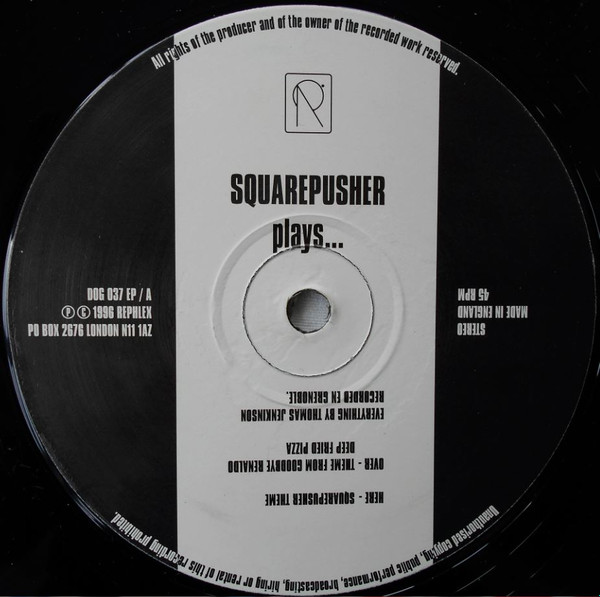 All rights of the producer and of the owner of the recorded work reserved.
R
SQUAREPUSHER
plays...
DOG 037 EP / A
Ⓟ © 1996 REPHLEX
PO BOX 2676 LONDON N11 1AZ
STEREO
MADE IN ENGLAND
45 RPM
HERE - SQUAREPUSHER THEME
OVER - THEME FROM GOODBYE RENALDO
DEEP FRIED PIZZA
EVERYTHING BY THOMAS JENKINSON
RECORDED EN GRENOBLE.
Unauthorised copying, public performance, broadcasting, hiring or rental of this recording prohibited.